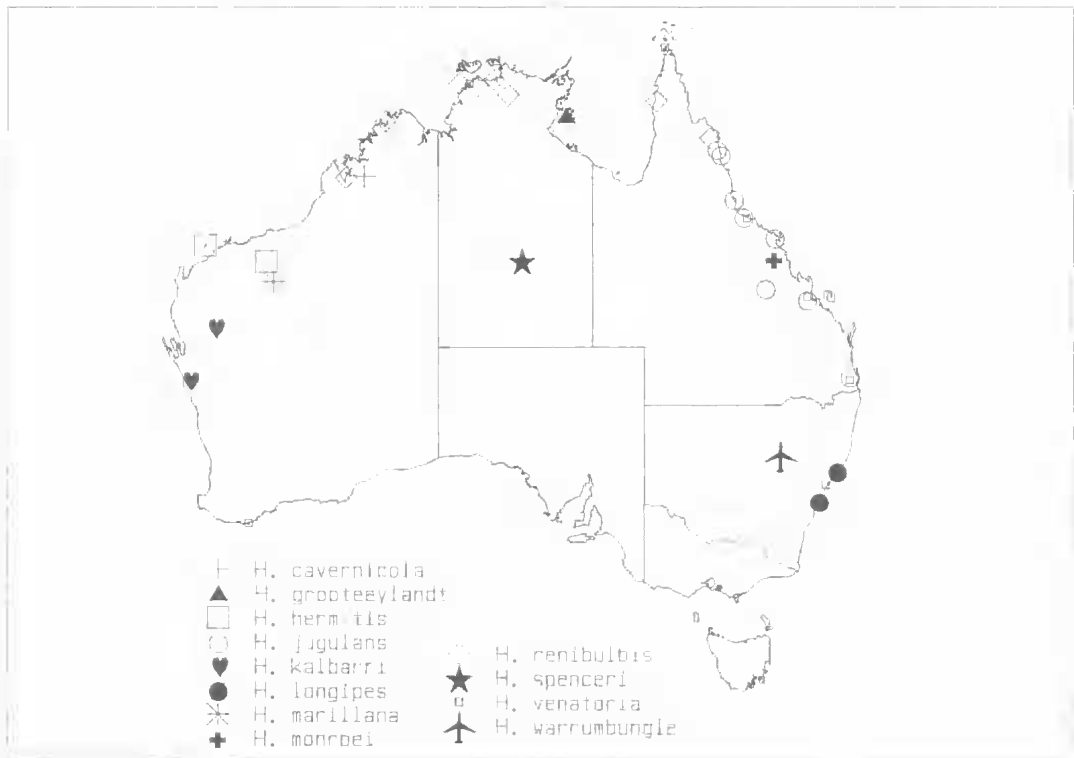 H. cavernicola
H. grooteeylandt
H. hermitis
H. jugulans
H. kalbarri
H. longipes
H. marillana
H. monroei
H. renibulbis
H. spenceri
H. venatoria
H. warrumbungle